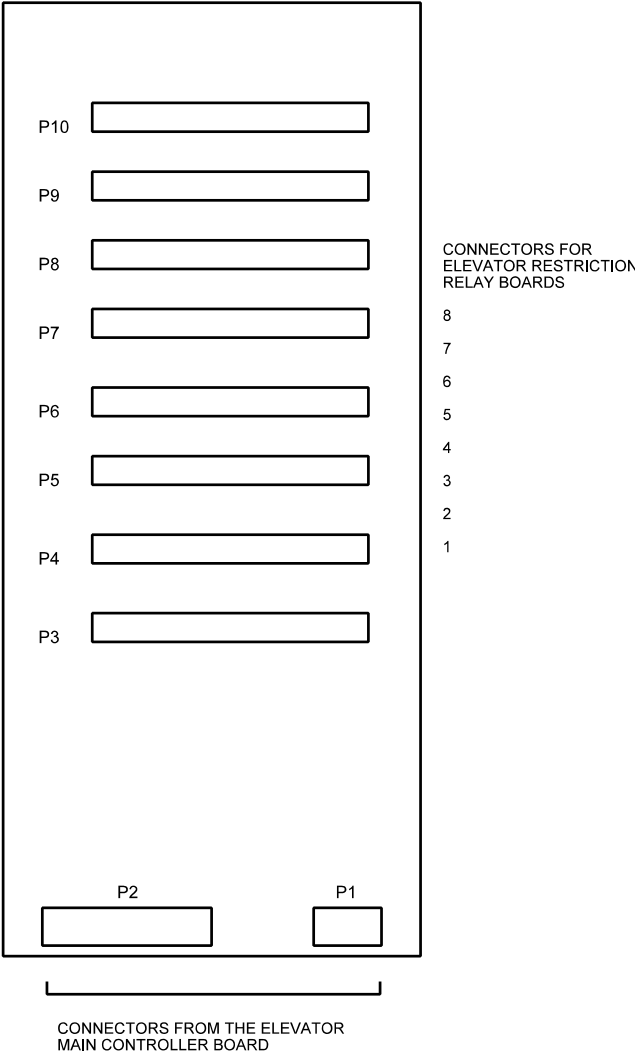 P10
P9
P8
P7
P6
P5
P4
P3
CONNECTORS FOR
ELEVATOR RESTRICTION
RELAY BOARDS
8
7
6
5
4
3
2
1
P2
P1
CONNECTORS FROM THE ELEVATOR
MAIN CONTROLLER BOARD